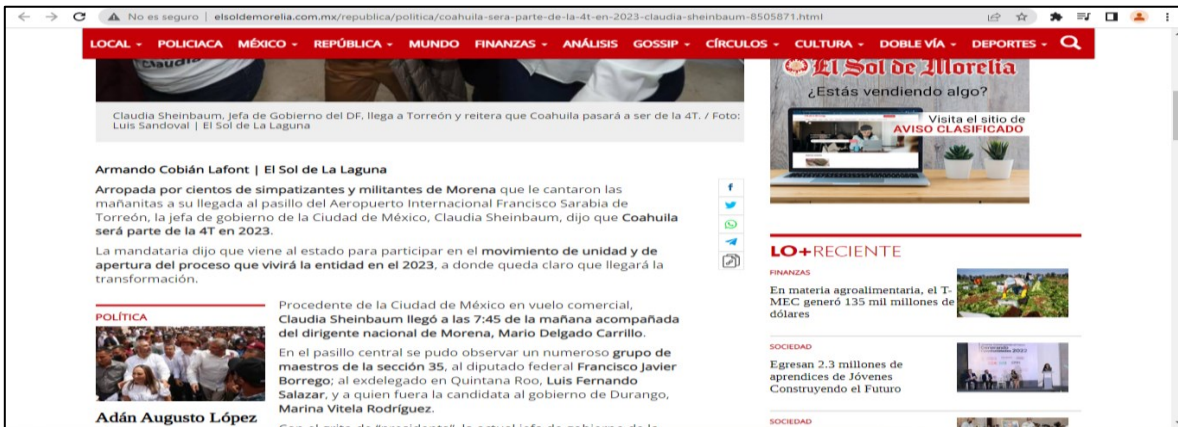 No es seguro | elsoldemorelia.com.mx/republica/politica/coahuila-sera-parte-de-la-4t-en-2023-claudia-sheinbaum-8505871.html
LOCAL POLICIACA MÉXICO REPÚBLICA MUNDO FINANZAS ANÁLISIS GOSSIP CÍRCULOS CULTURA DOBLE VÍA DEPORTES
Claudia
Claudia Sheinbaum, Jefa de Gobierno del DF, llega a Torreón y reitera que Coahuila pasará a ser de la 4T. / Foto:
Luis Sandoval | El Sol de La Laguna
Armando Cobián Lafont | El Sol de La Laguna
Arropada por cientos de simpatizantes y militantes de Morena que le cantaron las
mañanitas a su llegada al pasillo del Aeropuerto Internacional Francisco Sarabia de
Torreón, la jefa de gobierno de la Ciudad de México, Claudia Sheinbaum, dijo que Coahuila
será parte de la 4T en 2023.
La mandataria dijo que viene al estado para participar en el movimiento de unidad y de
apertura del proceso que vivirá la entidad en el 2023, a donde queda claro que llegará la
transformación.
POLÍTICA
Adán Augusto López
Procedente de la Ciudad de México en vuelo comercial,
Claudia Sheinbaum llegó a las 7:45 de la mañana acompañada
del dirigente nacional de Morena, Mario Delgado Carrillo.
En el pasillo central se pudo observar un numeroso grupo de
maestros de la sección 35, al diputado federal Francisco Javier
Borrego; al exdelegado en Quintana Roo, Luis Fernando
Salazar, y a quien fuera la candidata al gobierno de Durango,
Marina Vitela Rodríguez.
Con el grito de "presidenta", la actual jefa de gobierno de la
El Sol de Morelia
¿Estás vendiendo algo?
Visita el sitio de
AVISO CLASIFICADO
LO+RECIENTE
FINANZAS
En materia agroalimentaria, el T-
MEC generó 135 mil millones de
dólares
SOCIEDAD
Egresan 2.3 millones de
aprendices de Jóvenes
Construyendo el Futuro
SOCIEDAD